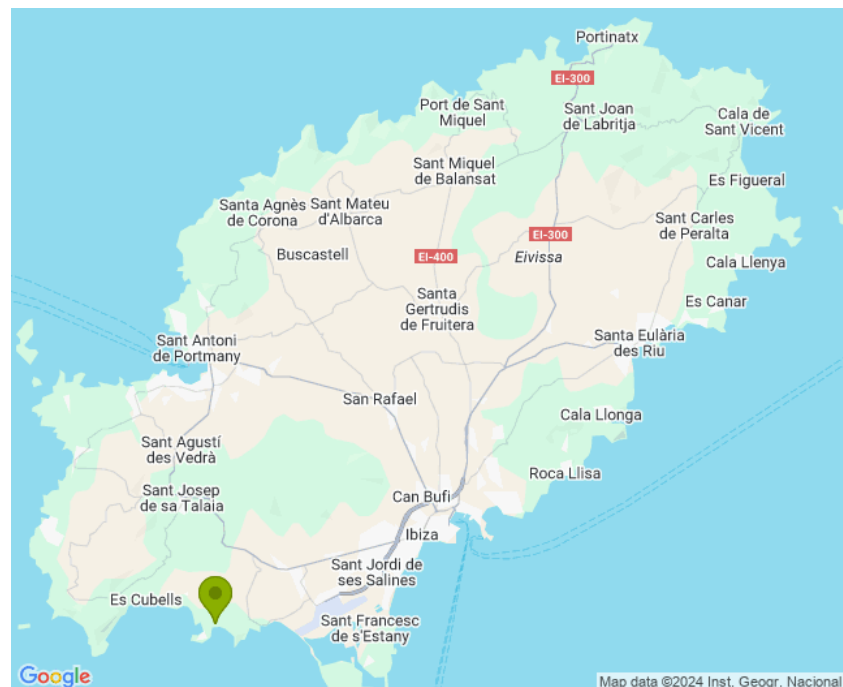 Portinatx
EI-300
Port de Sant
Miquel
Sant Joan
de Labritja
Cala de
Sant Vicent
Sant Miquel
de Balansat
Es Figueral
Santa Agnès
de Corona
Sant Mateu
d'Albarca
Sant Carles
de Peralta
EI-300
Buscastell
EI-400
Eivissa
Cala Llenya
Santa
Gertrudis
de Fruitera
Es Canar
Sant Antoni
de Portmany
Santa Eulària
des Riu
San Rafael
Cala Llonga
Sant Agustí
des Vedrà
Roca Llisa
Sant Josep
de sa Talaia
Can Bufi
Ibiza
Sant Jordi de
ses Salines
Es Cubells
Sant Francesc
de s'Estany
Google
Map data ©2024 Inst. Geogr. Nacional